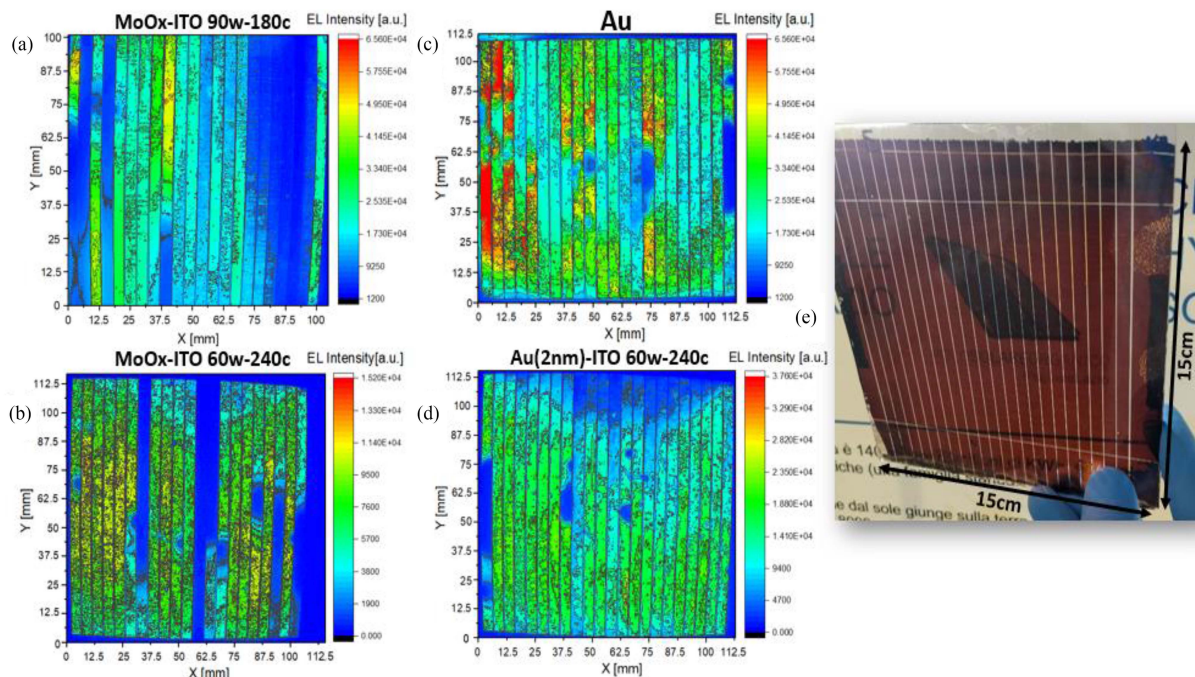 (a)
MoOx-ITO 90w-180c
EL Intensity [a.u.]
Y [mm]
100
87.5
75
62.5
50
37.5
25
12.5
0
0 12.5 25 37.5 50 62.5 75 87.5 100
X [mm]
6.560E+04
5.755E+04
4.950E+04
4.145E+04
3.340E+04
2.535E+04
1.730E+04
9250
1200
(c)
Au
EL Intensity [a.u.]
Y [mm]
112.5
100
87.5
75
62.5
50
37.5
25
12.5
0
0 12.5 25 37.5 50 62.5 75 87.5 100 112.5
X [mm]
6.560E+04
5.755E+04
4.950E+04
4.145E+04
3.340E+04
2.535E+04
1.730E+04
9250
1200
(b)
MoOx-ITO 60w-240c
EL Intensity[a.u.]
Y [mm]
112.5
100
87.5
75
62.5
50
37.5
25
12.5
0
0 12.5 25 37.5 50 62.5 75 87.5 100 112.5
X [mm]
1.520E+04
1.330E+04
1.140E+04
9500
7600
5700
3800
1900
0.000
(d)
Au(2nm)-ITO 60w-240c
EL Intensity [a.u.]
Y [mm]
112.5
100
87.5
75
62.5
50
37.5
25
12.5
0
0 12.5 25 37.5 50 62.5 75 87.5 100 112.5
X [mm]
3.760E+04
3.290E+04
2.820E+04
2.350E+04
1.880E+04
1.410E+04
9400
4700
0.000
(e)
15cm
15cm
a è 140
iche (una famiglia
e dal sole giunge sulla terra